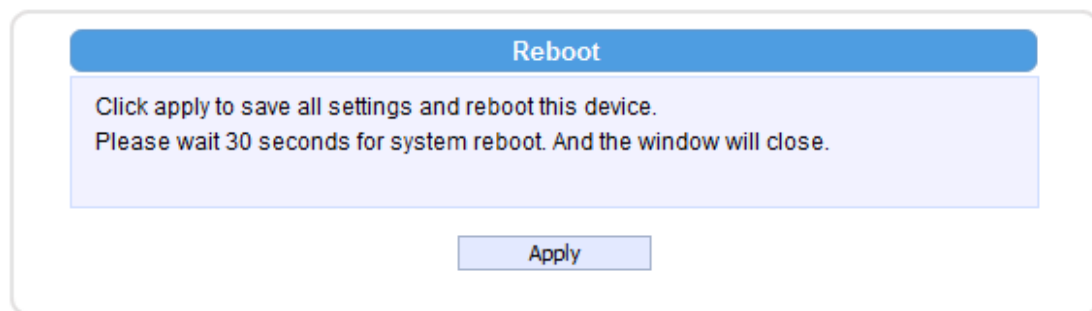 Reboot
Click apply to save all settings and reboot this device.
Please wait 30 seconds for system reboot. And the window will close.
Apply